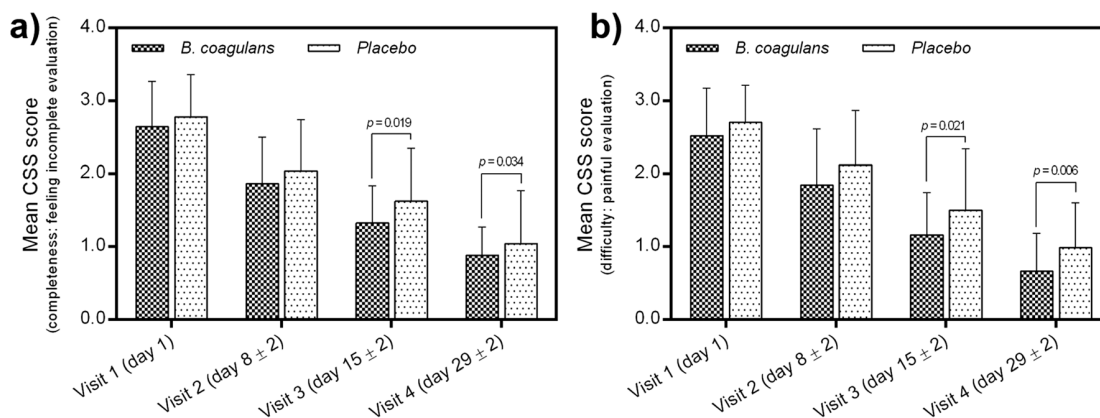 a)
Mean CSS score
(completeness: feeling incomplete evaluation)
4.0
3.0
2.0
1.0
0.0
B. coagulans
Placebo
p = 0.019
p = 0.034
Visit 1 (day 1)
Visit 2 (day 8 ± 2)
Visit 3 (day 15 ± 2)
Visit 4 (day 29 ± 2)
b)
Mean CSS score
(difficulty: painful evaluation)
4.0
3.0
2.0
1.0
0.0
B. coagulans
Placebo
p = 0.021
p = 0.006
Visit 1 (day 1)
Visit 2 (day 8 ± 2)
Visit 3 (day 15 ± 2)
Visit 4 (day 29 ± 2)